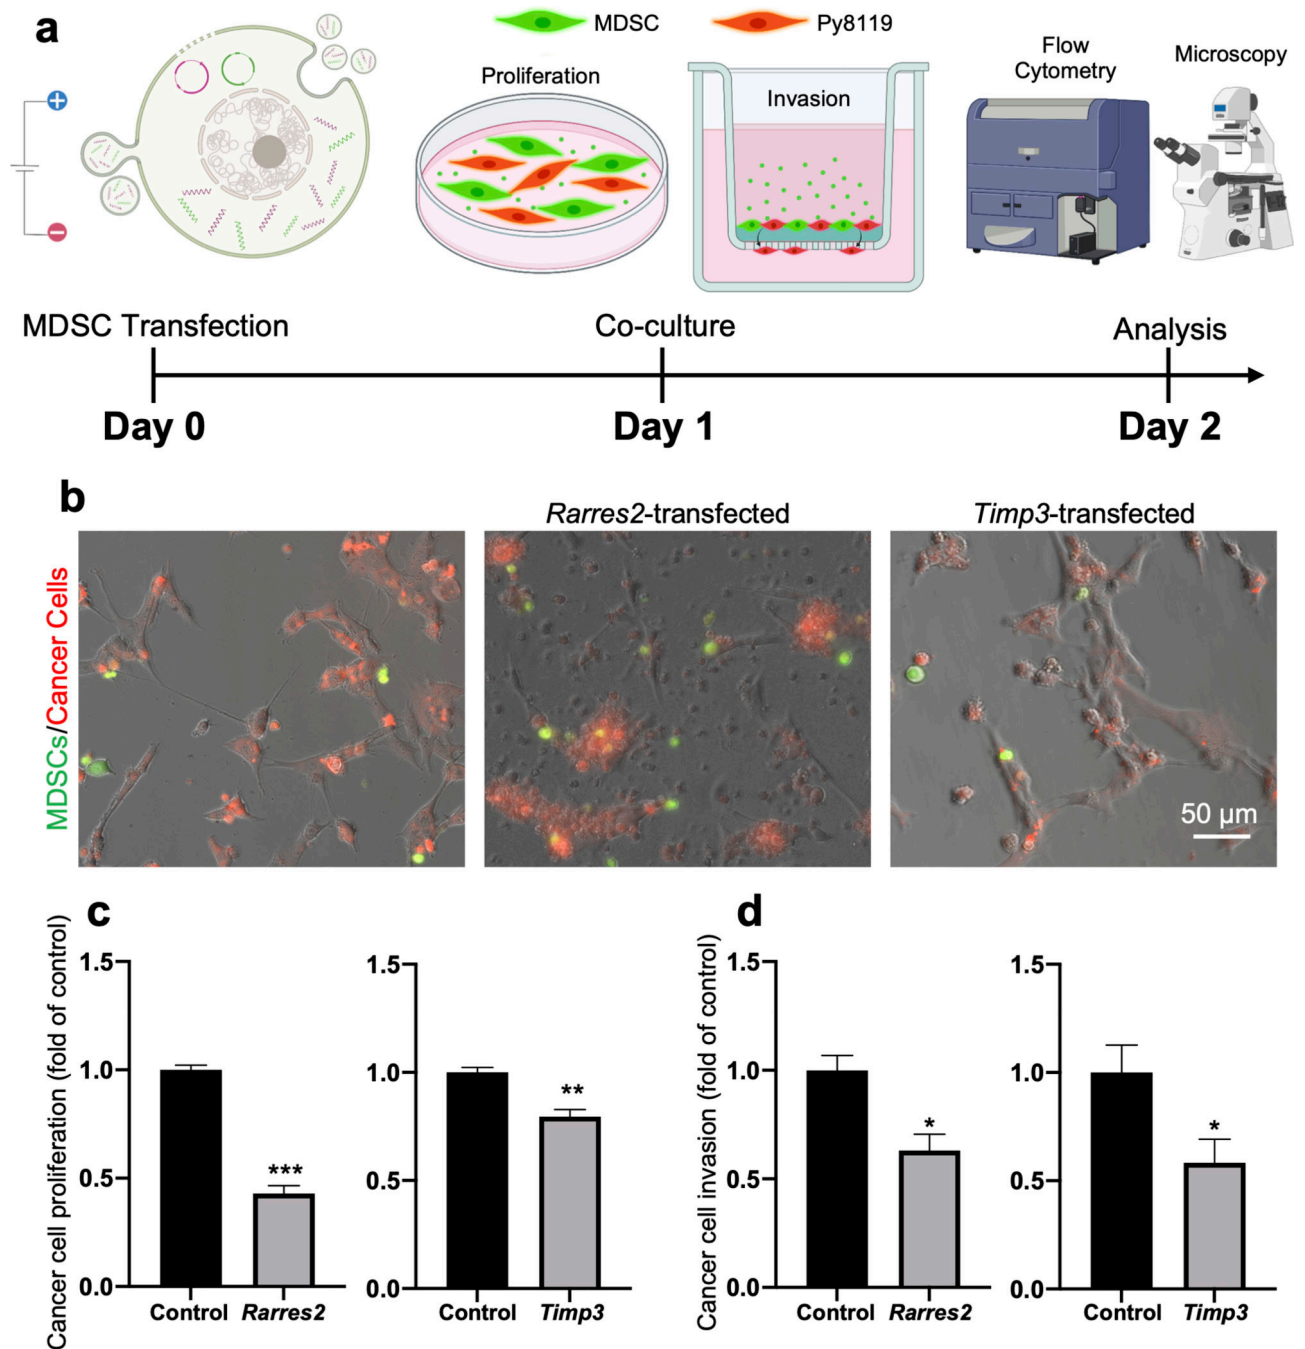 a
MDSC
Py8119
Proliferation
Invasion
Flow
Cytometry
Microscopy
+
−
MDSC Transfection
Co-culture
Analysis
Day 0
Day 1
Day 2
b
Rarres2-transfected
Timp3-transfected
MDSCs/Cancer Cells
50 µm
c
Cancer cell proliferation (fold of control)
1.5
1.0
0.5
0.0
***
Control
Rarres2
1.5
1.0
0.5
0.0
**
Control
Timp3
d
Cancer cell invasion (fold of control)
1.5
1.0
0.5
0.0
*
Control
Rarres2
1.5
1.0
0.5
0.0
*
Control
Timp3